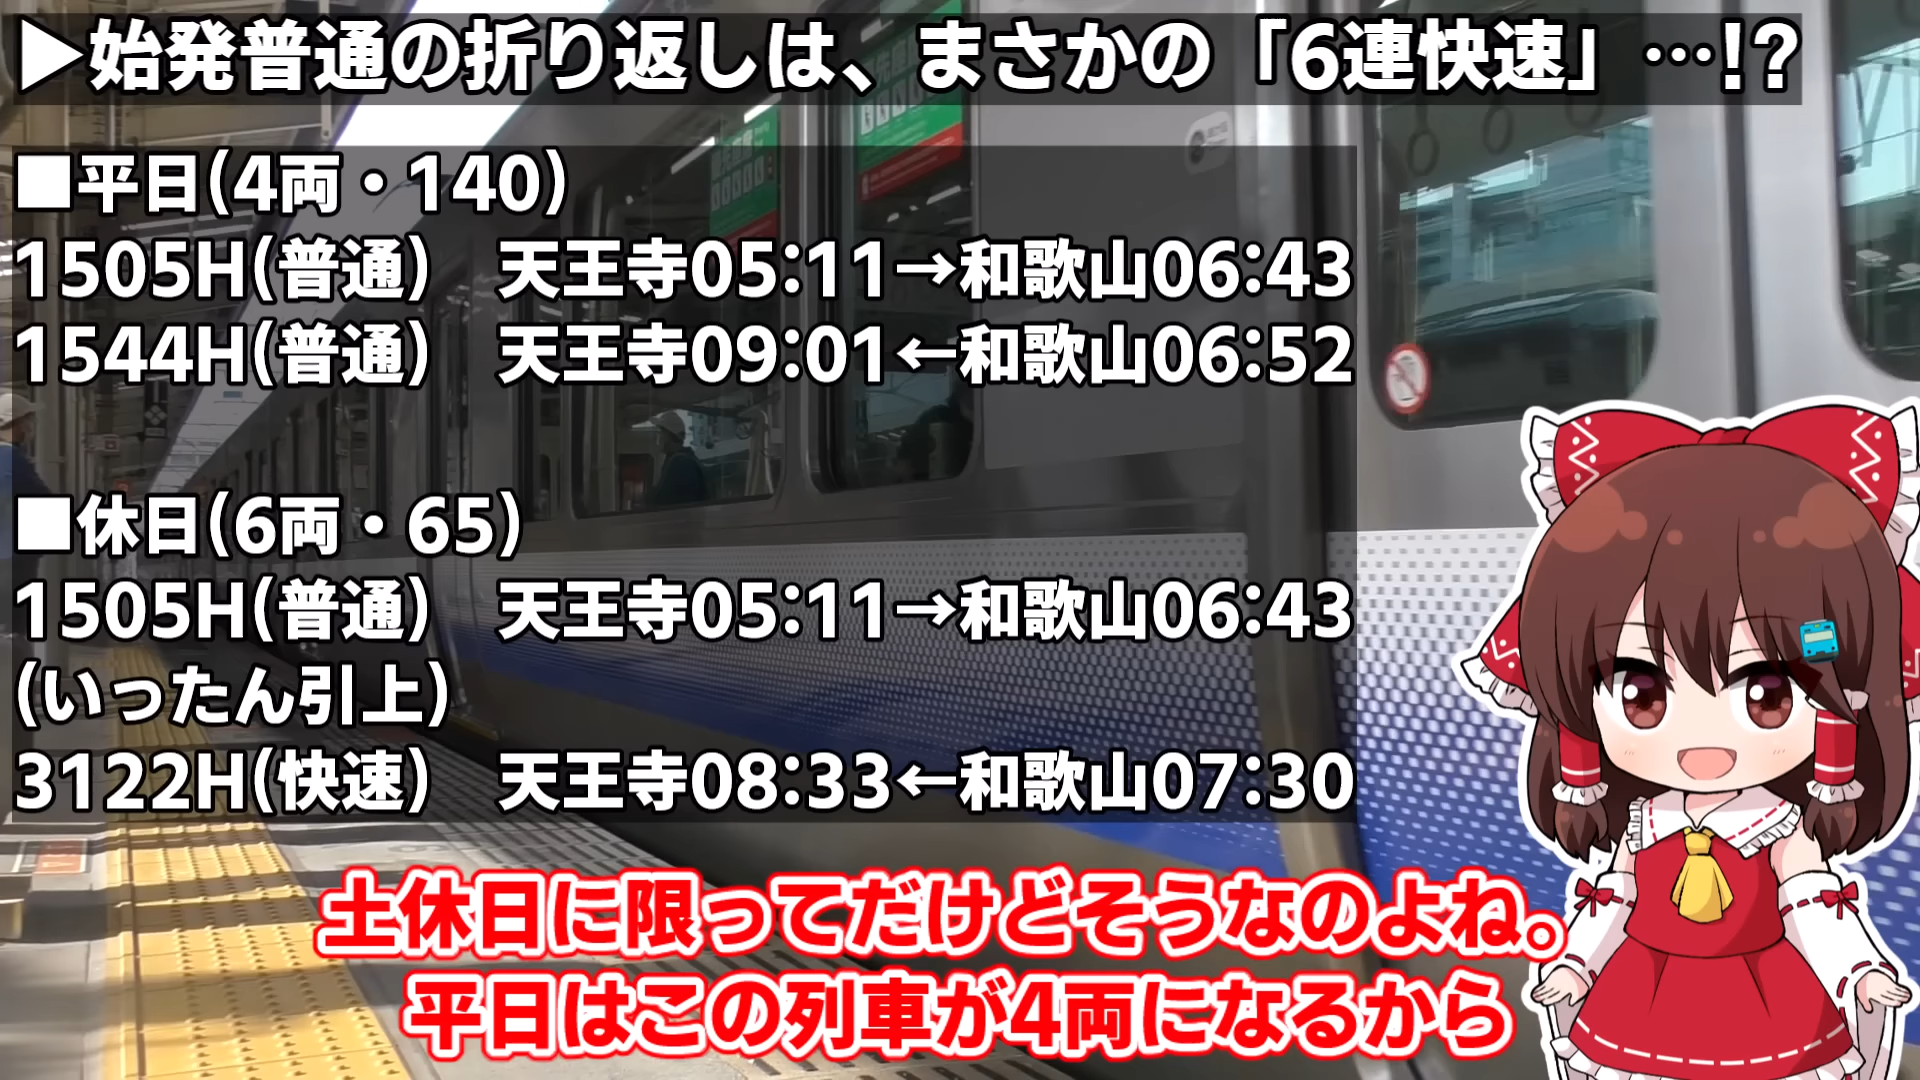 ▶始発普通の折り返しは、まさかの「6連快速」…!?
■平日(4両・140)
1505H(普通)　天王寺05:11→和歌山06:43
1544H(普通)　天王寺09:01←和歌山06:52
■休日(6両・65)
1505H(普通)　天王寺05:11→和歌山06:43
(いったん引上)
3122H(快速)　天王寺08:33←和歌山07:30
土休日に限ってだけどそうなのよね。
平日はこの列車が4両になるから